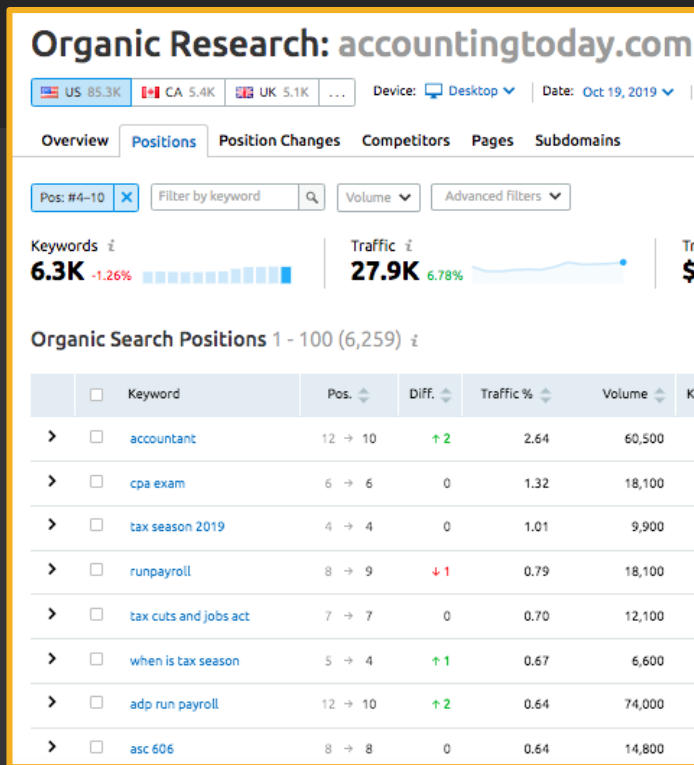 Organic Research: accountingtoday.com
US 85.3K CA 5.4K UK 5.1K ... Device: Desktop Date: Oct 19, 2019
Overview Positions Position Changes Competitors Pages Subdomains
Pos: #4-10 × Filter by keyword Volume Advanced filters
Keywords i Traffic i
6.3K -1.26% 27.9K 6.78% $
Organic Search Positions 1 - 100 (6,259) i
Keyword Pos. Diff. Traffic % Volume K
accountant 12 → 10 ↑ 2 2.64 60,500
cpa exam 6 → 6 0 1.32 18,100
tax season 2019 4 → 4 0 1.01 9,900
runpayroll 8 → 9 ↓ 1 0.79 18,100
tax cuts and jobs act 7 → 7 0 0.70 12,100
when is tax season 5 → 4 ↑ 1 0.67 6,600
adp run payroll 12 → 10 ↑ 2 0.64 74,000
asc 606 8 → 8 0 0.64 14,800